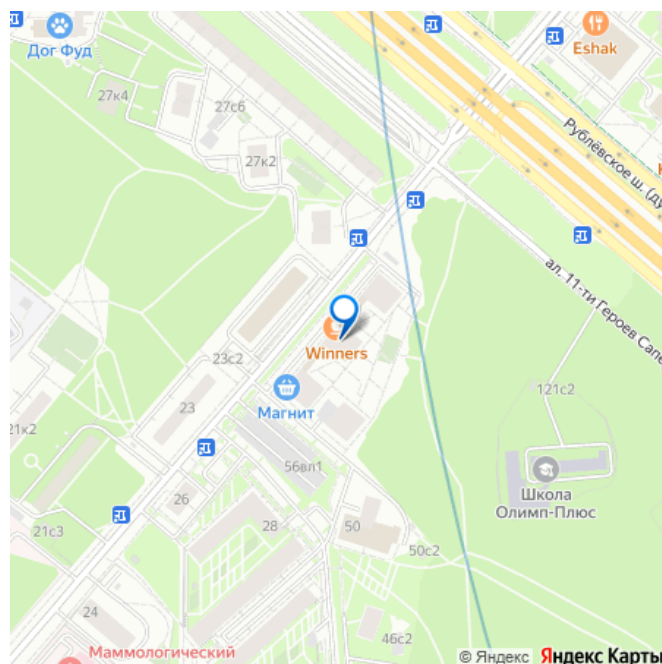 Дог Фуд
Eshak
27к4
27с6
27к2
Рублёвское ш. (ду
ал. 11-ти Героев Сапе
Winners
23с2
Магнит
121с2
23
21к2
56вл1
Школа
Олимп-Плюс
26
21с3
28
50
50с2
24
46с2
Маммологический
© Яндекс Яндекс Карты